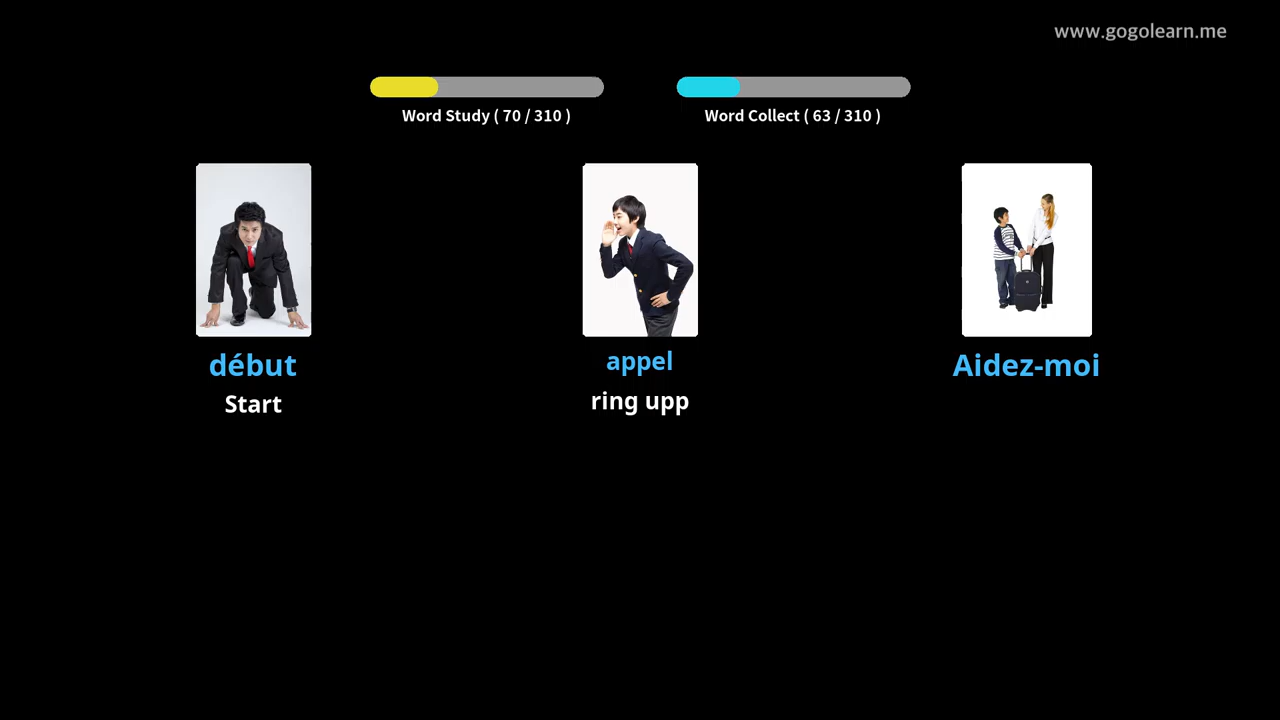 www.gogolearn.me
Word Study ( 70 / 310 )
Word Collect ( 63 / 310 )
début
Start
appel
ring upp
Aidez-moi